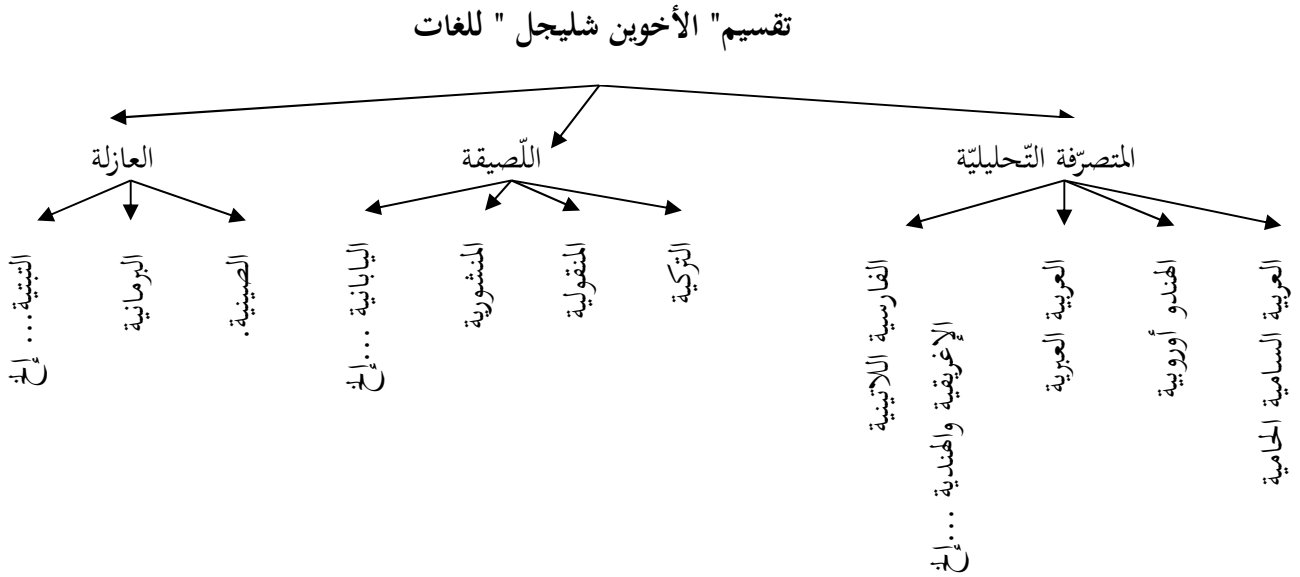 تقسيم" الأخوين شليجل " للغات
المتصرّفة التّحليليّة
اللّصيقة
العازلة
العربية السامية الحامية
الهندو أوروبية
العربية العبرية
الفارسية اللاتينية
الإغريقية والهندية ...إلخ
التركية
المنقولية
المنشورية
اليابانية ...إلخ
الصينية.
البرمانية
التبتية... إلخ